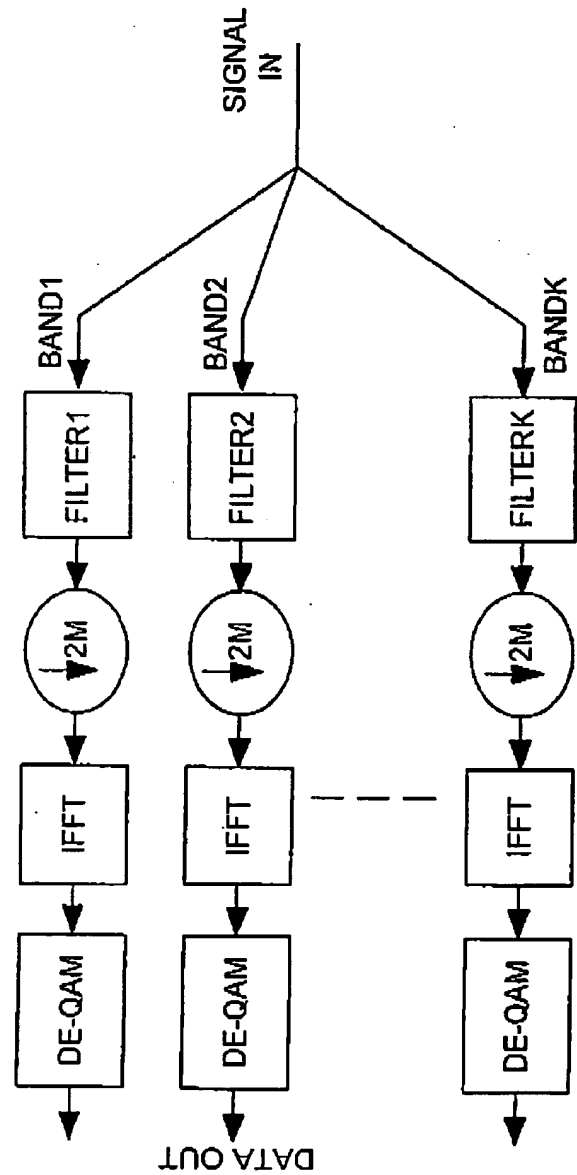 SIGNAL
IN
BAND1
FILTER1
2M
IFFT
DE-QAM
BAND2
FILTER2
2M
IFFT
DE-QAM
DATA OUT
BANDK
FILTERK
2M
IFFT
DE-QAM